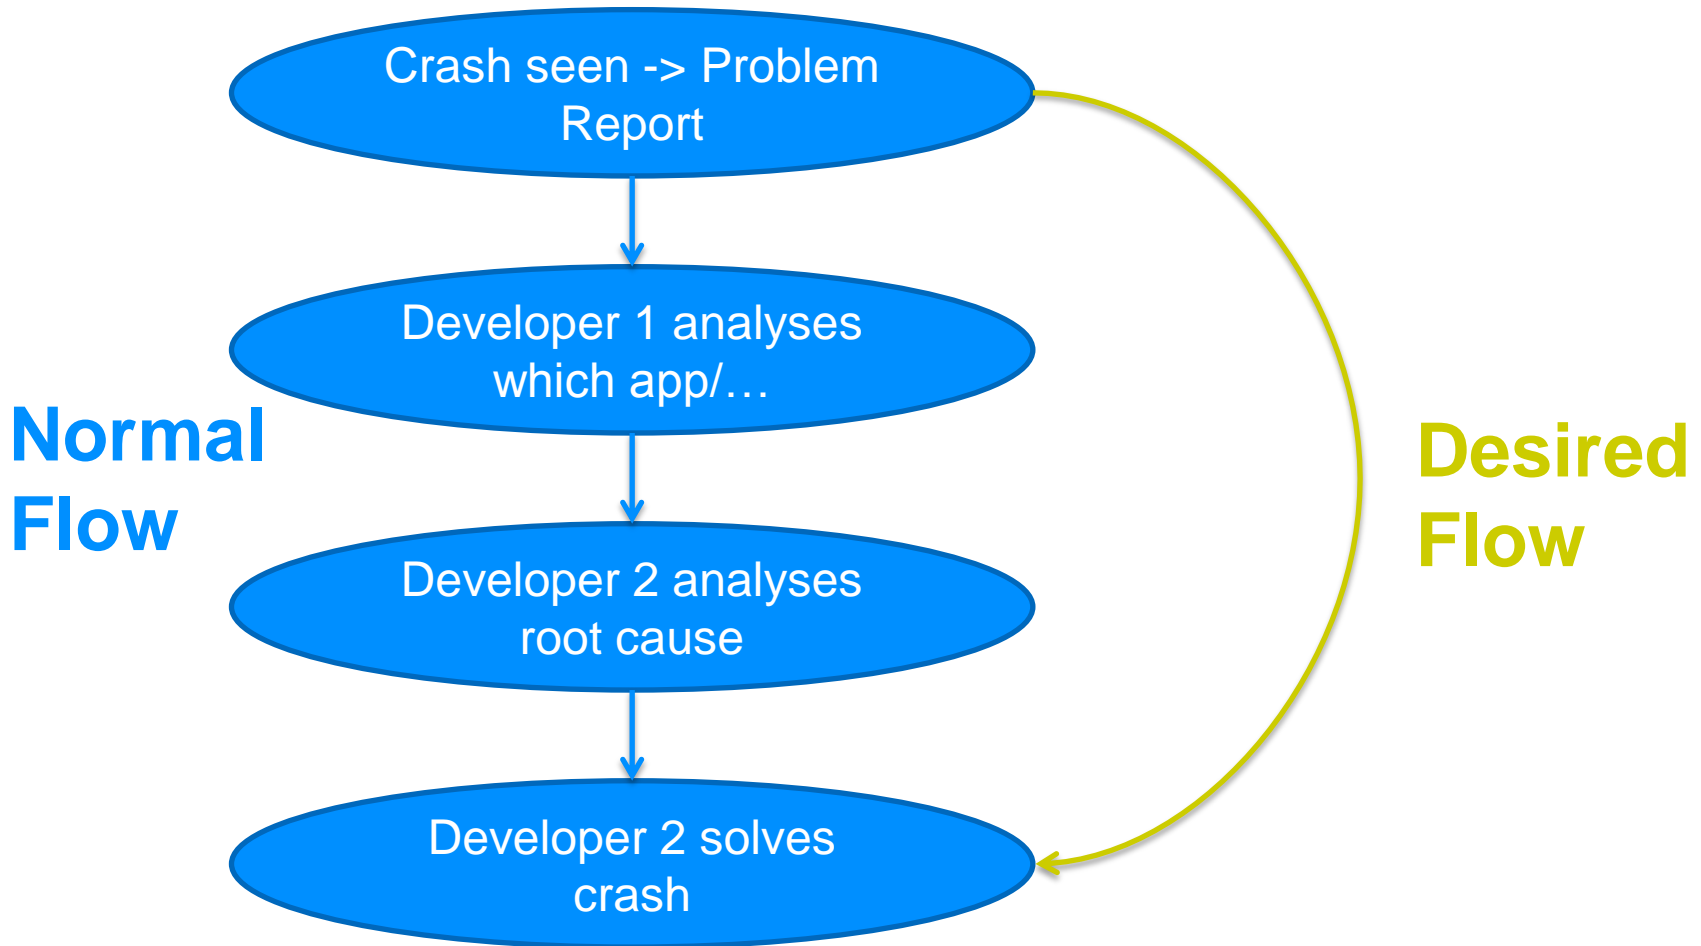 Crash seen -> Problem
Report
Developer 1 analyses
which app/…
Normal
Flow
Desired
Flow
Developer 2 analyses
root cause
Developer 2 solves
crash